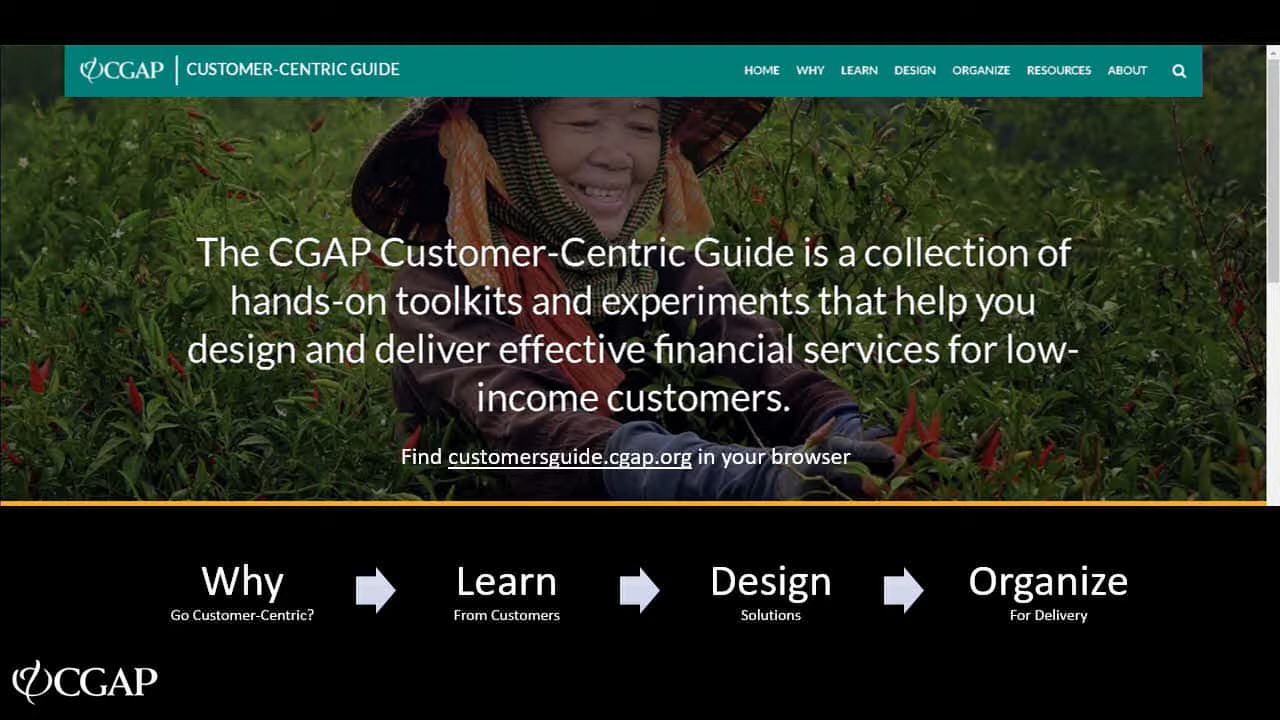 CGAP | CUSTOMER-CENTRIC GUIDE
HOME WHY LEARN DESIGN ORGANIZE RESOURCES ABOUT
The CGAP Customer-Centric Guide is a collection of
hands-on toolkits and experiments that help you
design and deliver effective financial services for low-
income customers.
Find customersguide.cgap.org in your browser
Why
Go Customer-Centric?
Learn
From Customers
Design
Solutions
Organize
For Delivery
CGAP